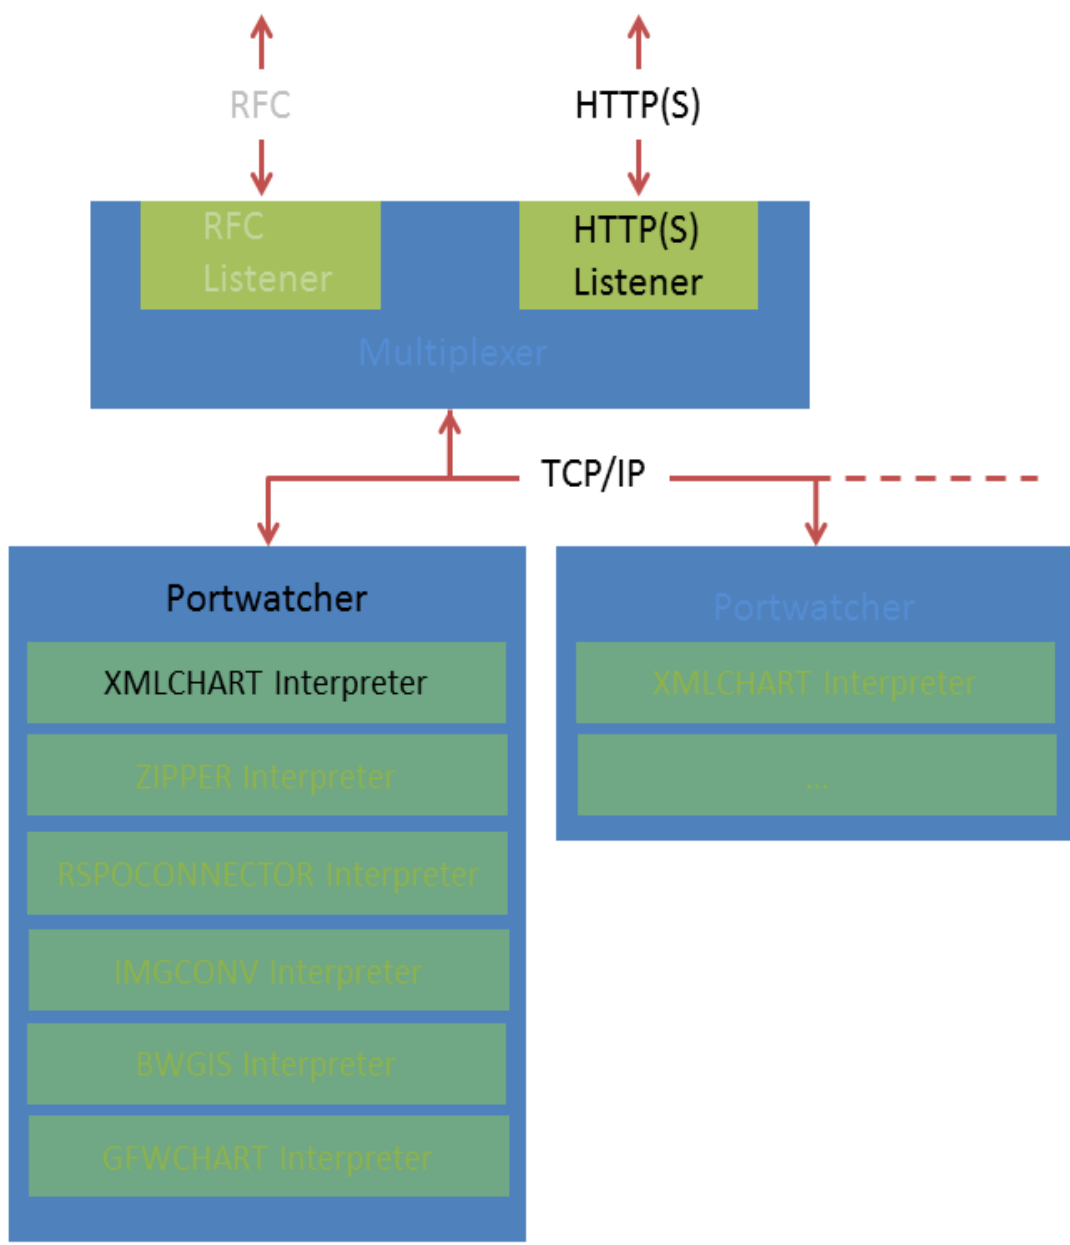 RFC
HTTP(S)
RFC
Listener
HTTP(S)
Listener
Multiplexer
TCP/IP
Portwatcher
XMLCHART Interpreter
ZIPPER Interpreter
RSPOCONNECTOR Interpreter
IMGCONV Interpreter
BWGIS Interpreter
GFWCHART Interpreter
Portwatcher
XMLCHART Interpreter
...